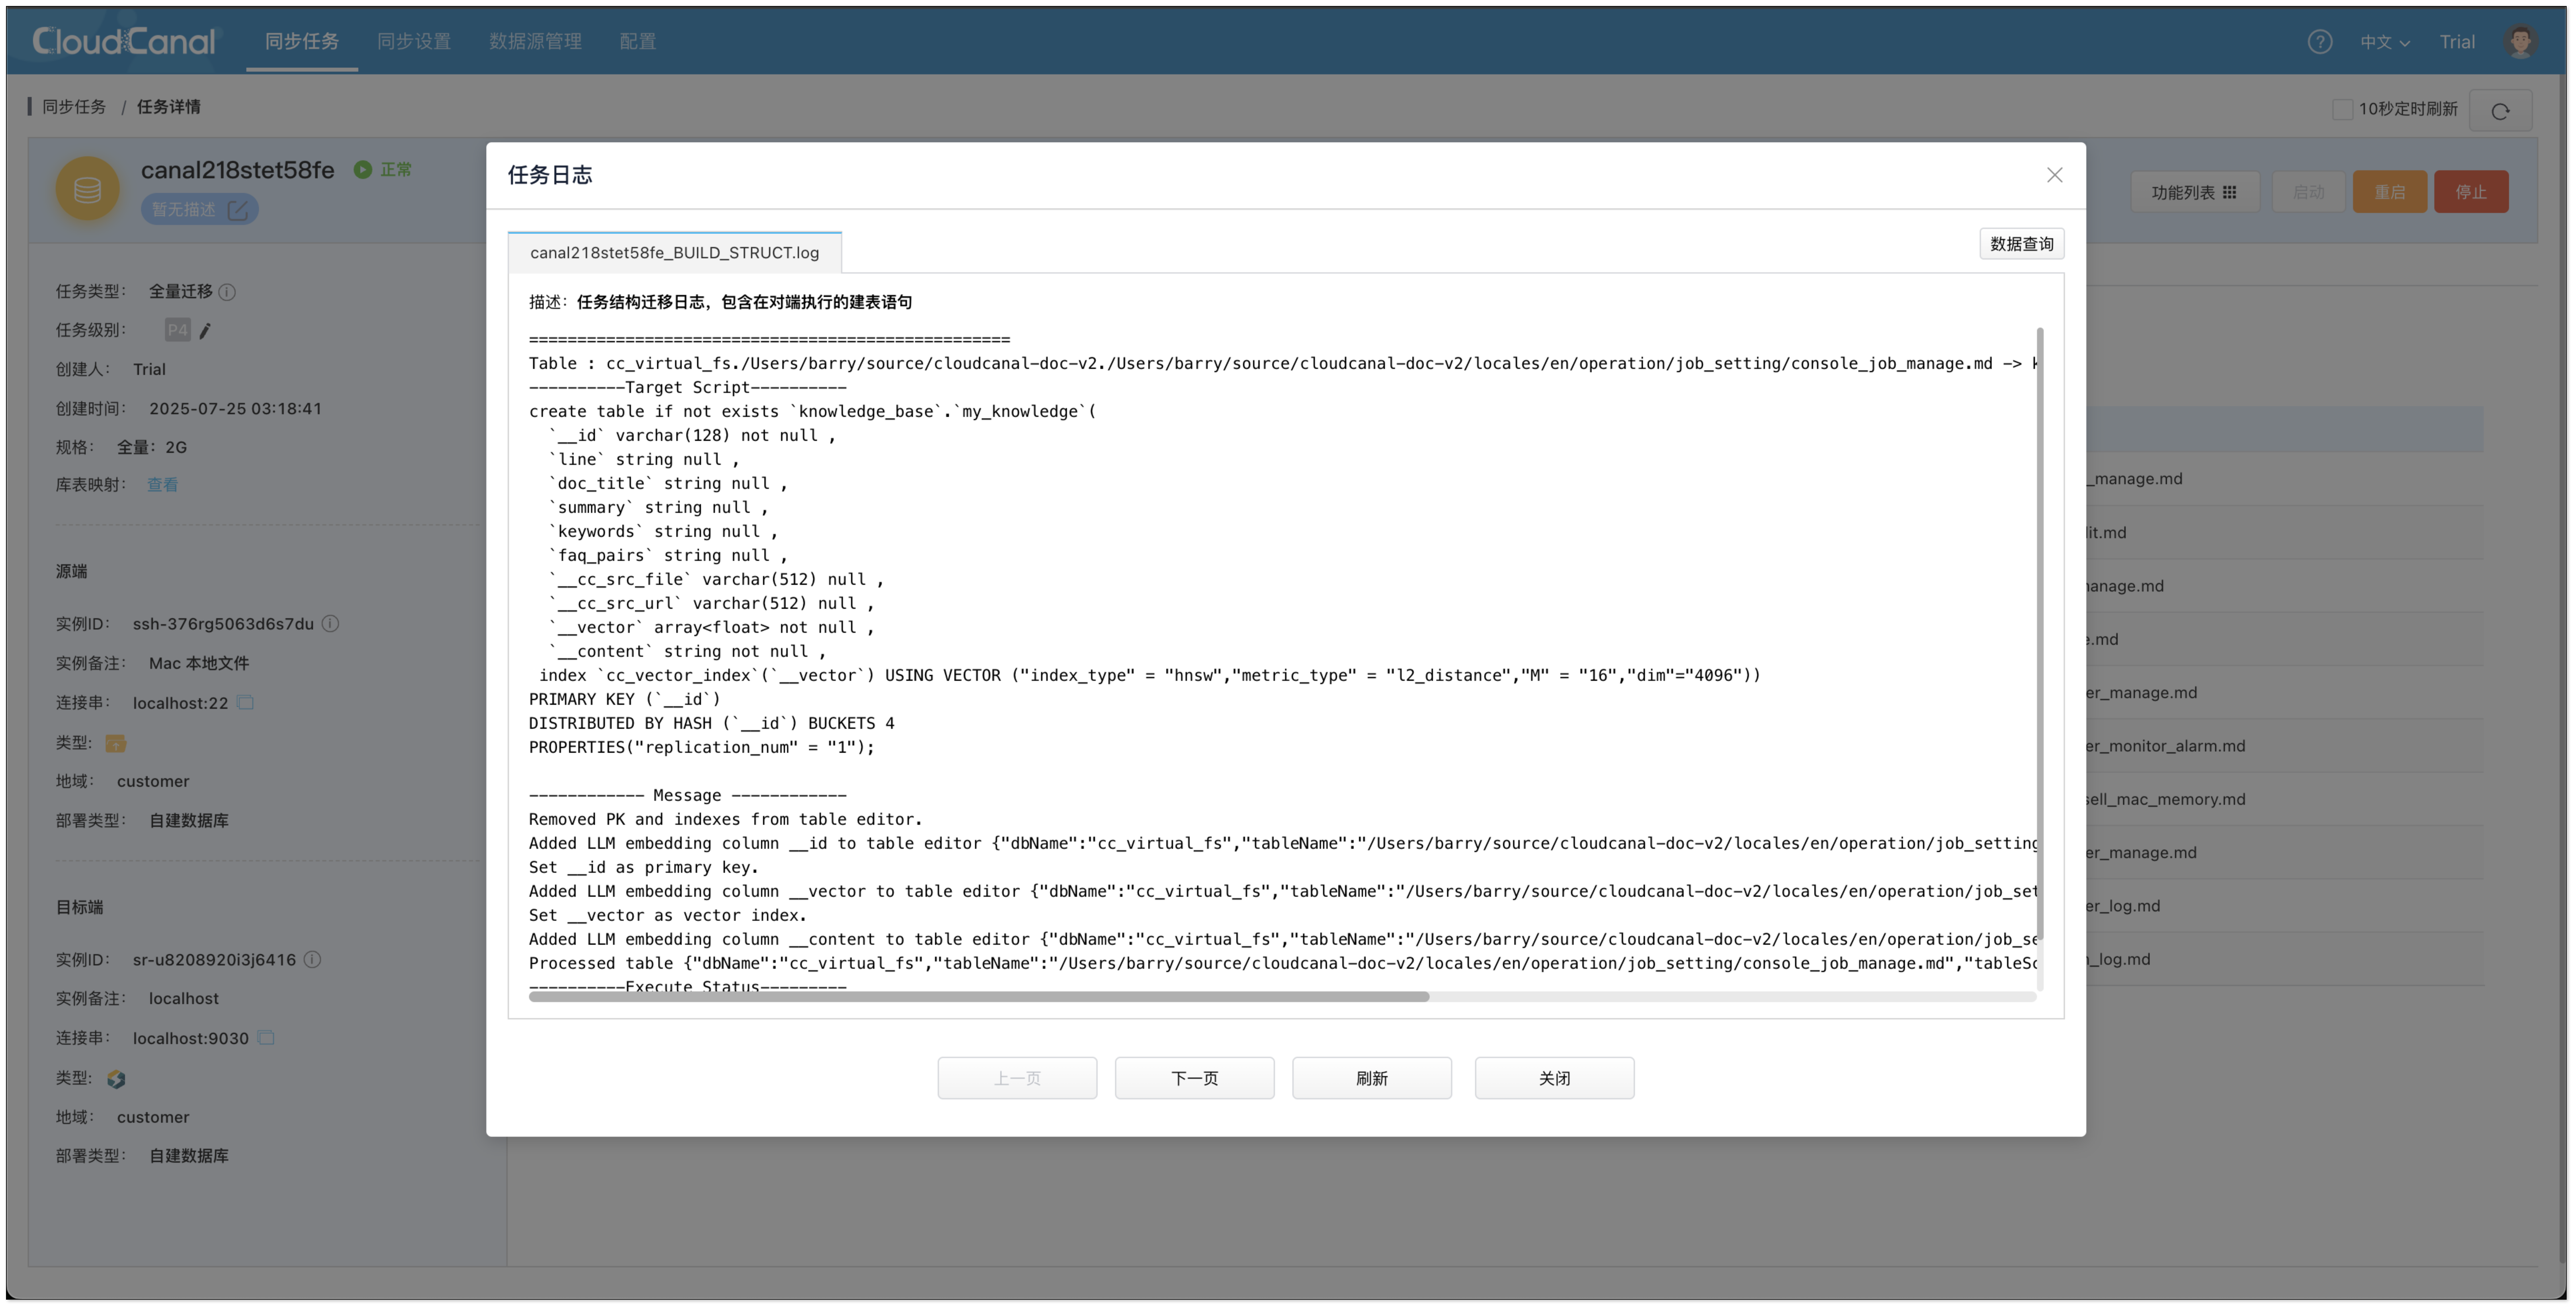 CloudCanal 同步任务 同步设置 数据源管理 配置 中文 Trial
同步任务 / 任务详情 10秒定时刷新
canal218stet58fe 正常
暂无描述
功能列表 启动 重启 停止
任务类型： 全量迁移
任务级别： P4
创建人： Trial
创建时间： 2025-07-25 03:18:41
规格： 全量：2G
库表映射： 查看
源端
实例ID： ssh-376rg5063d6s7du
实例备注： Mac 本地文件
连接串： localhost:22
类型:
地域： customer
部署类型： 自建数据库
目标端
实例ID： sr-u8208920i3j6416
实例备注： localhost
连接串： localhost:9030
类型:
地域： customer
部署类型： 自建数据库
任务日志
canal218stet58fe_BUILD_STRUCT.log
数据查询
描述：任务结构迁移日志，包含在对端执行的建表语句
==================================================
Table : cc_virtual_fs./Users/barry/source/cloudcanal-doc-v2./Users/barry/source/cloudcanal-doc-v2/locales/en/operation/job_setting/console_job_manage.md -> k
----------Target Script----------
create table if not exists `knowledge_base`.`my_knowledge`(
`__id` varchar(128) not null ,
`line` string null ,
`doc_title` string null ,
`summary` string null ,
`keywords` string null ,
`faq_pairs` string null ,
`__cc_src_file` varchar(512) null ,
`__cc_src_url` varchar(512) null ,
`__vector` array<float> not null ,
`__content` string not null ,
index `cc_vector_index`(`__vector`) USING VECTOR ("index_type" = "hnsw","metric_type" = "l2_distance","M" = "16","dim"="4096"))
PRIMARY KEY (`__id`)
DISTRIBUTED BY HASH (`__id`) BUCKETS 4
PROPERTIES("replication_num" = "1");
------------ Message ------------
Removed PK and indexes from table editor.
Added LLM embedding column __id to table editor {"dbName":"cc_virtual_fs","tableName":"/Users/barry/source/cloudcanal-doc-v2/locales/en/operation/job_setting
Set __id as primary key.
Added LLM embedding column __vector to table editor {"dbName":"cc_virtual_fs","tableName":"/Users/barry/source/cloudcanal-doc-v2/locales/en/operation/job_set
Set __vector as vector index.
Added LLM embedding column __content to table editor {"dbName":"cc_virtual_fs","tableName":"/Users/barry/source/cloudcanal-doc-v2/locales/en/operation/job_se
Processed table {"dbName":"cc_virtual_fs","tableName":"/Users/barry/source/cloudcanal-doc-v2/locales/en/operation/job_setting/console_job_manage.md","tableSc
----------Execute Status---------
上一页 下一页 刷新 关闭
_manage.md
lit.md
nanage.md
e.md
er_manage.md
er_monitor_alarm.md
sell_mac_memory.md
er_manage.md
er_log.md
_log.md